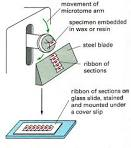 movement of
microtome arm
specimen embedded
in wax or resin
steel blade
ribbon of
sections
ribbon of sections on
glass slide, stained
and mounted under
a cover slip